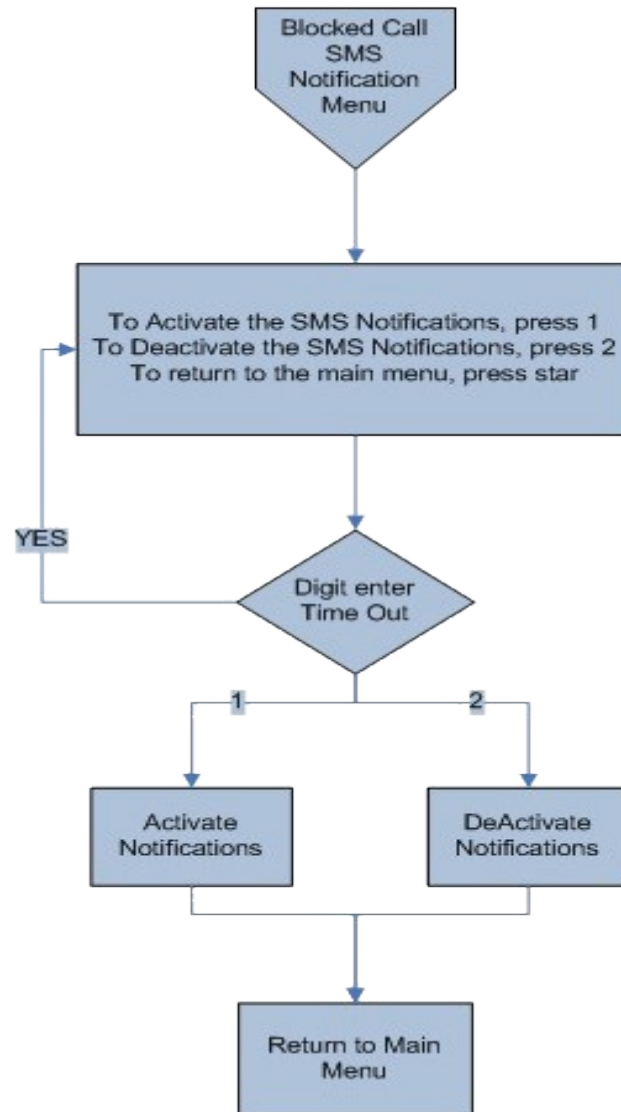 Blocked Call
SMS
Notification
Menu
To Activate the SMS Notifications, press 1
To Deactivate the SMS Notifications, press 2
To return to the main menu, press star
YES
Digit enter
Time Out
1
2
Activate
Notifications
DeActivate
Notifications
Return to Main
Menu